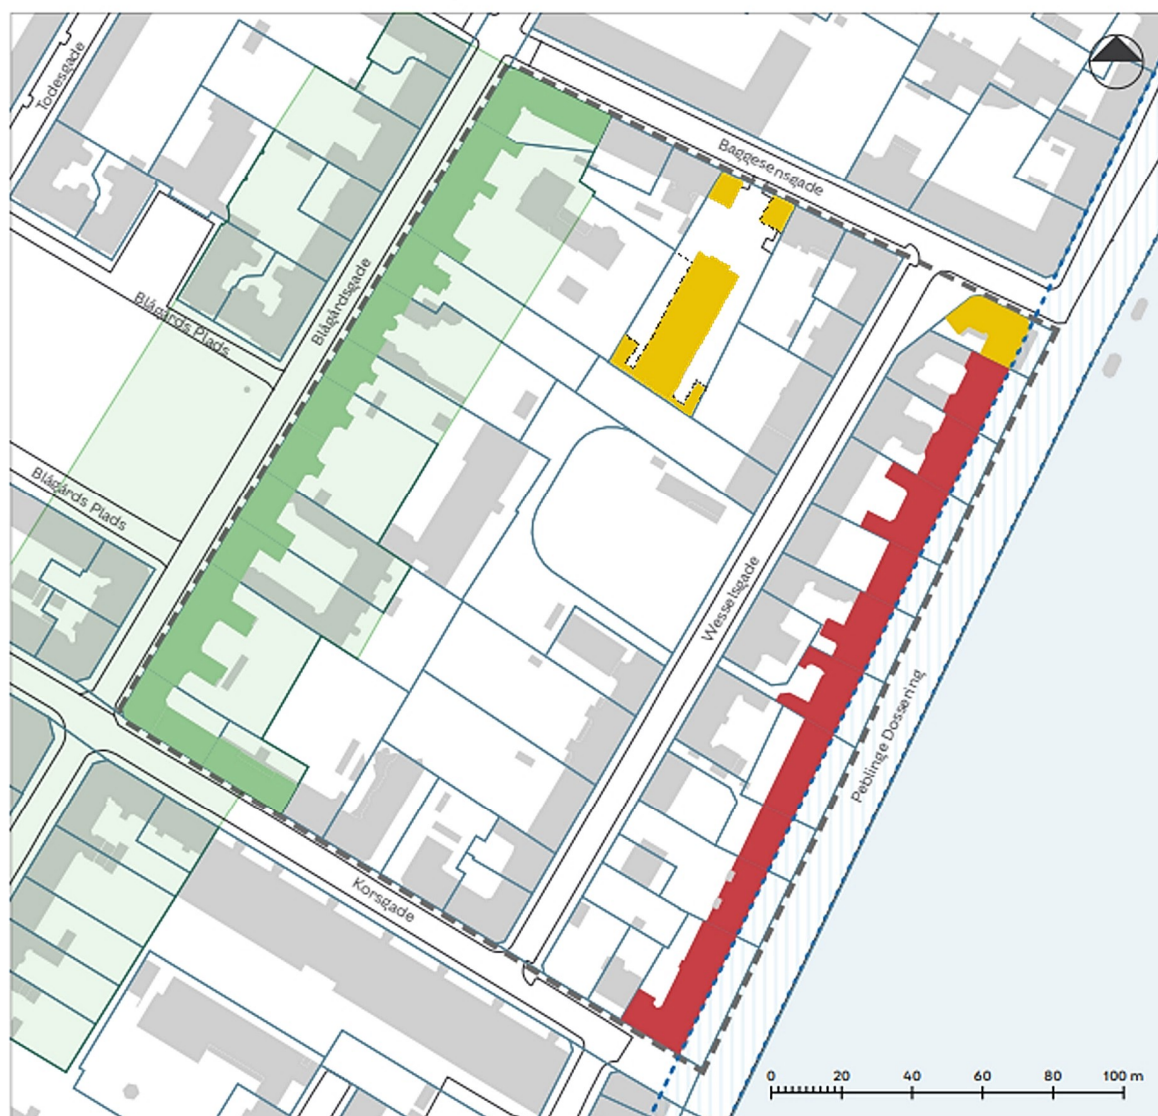 Todesgade
Baggesensgade
Blågårdsgade
Blågårds Plads
Blågårds Plads
Wesselsgade
Peblinge Dossering
Korsgade
0 20 40 60 80 100 m